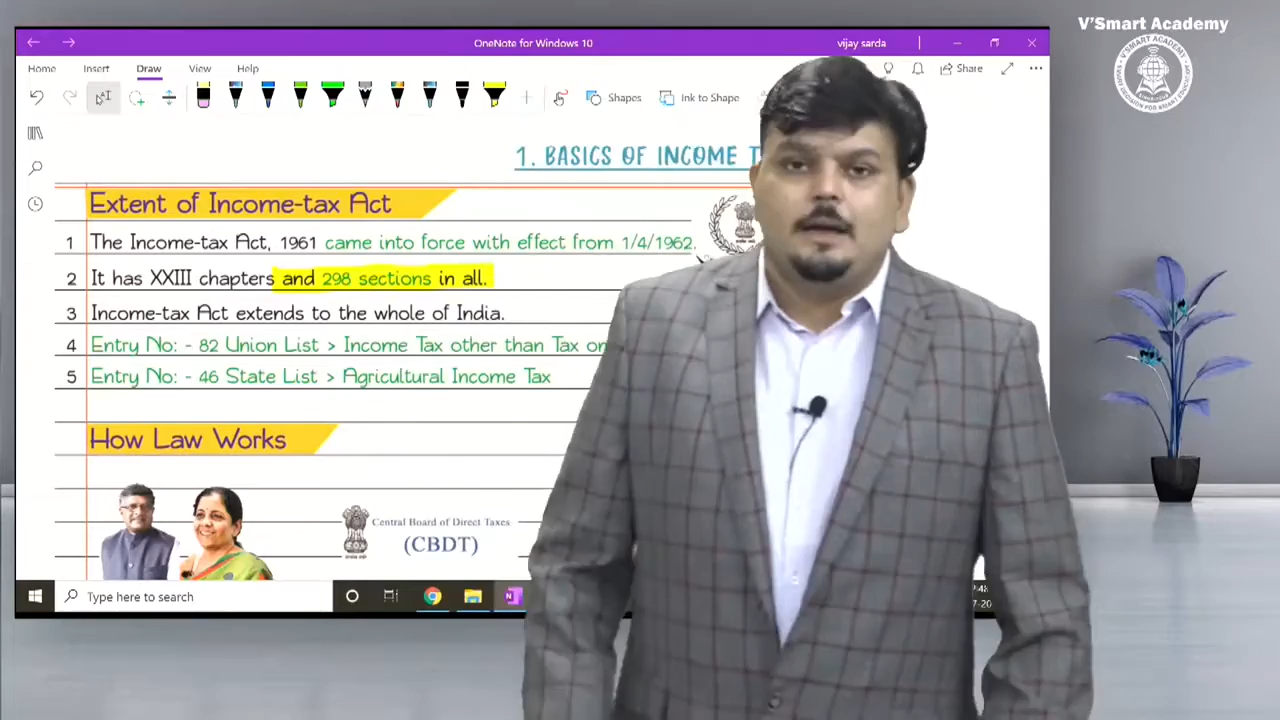 V'Smart Academy
OneNote for Windows 10
vijay sarda
Home Insert Draw View Help
Share
Shapes
Ink to Shape
1. BASICS OF INCOME T
Extent of Income-tax Act
1 The Income-tax Act, 1961 came into force with effect from 1/4/1962.
2 It has XXIII chapters and 298 sections in all.
3 Income-tax Act extends to the whole of India.
4 Entry No: - 82 Union List > Income Tax other than Tax on
5 Entry No: - 46 State List > Agricultural Income Tax
How Law Works
Central Board of Direct Taxes
(CBDT)
Type here to search